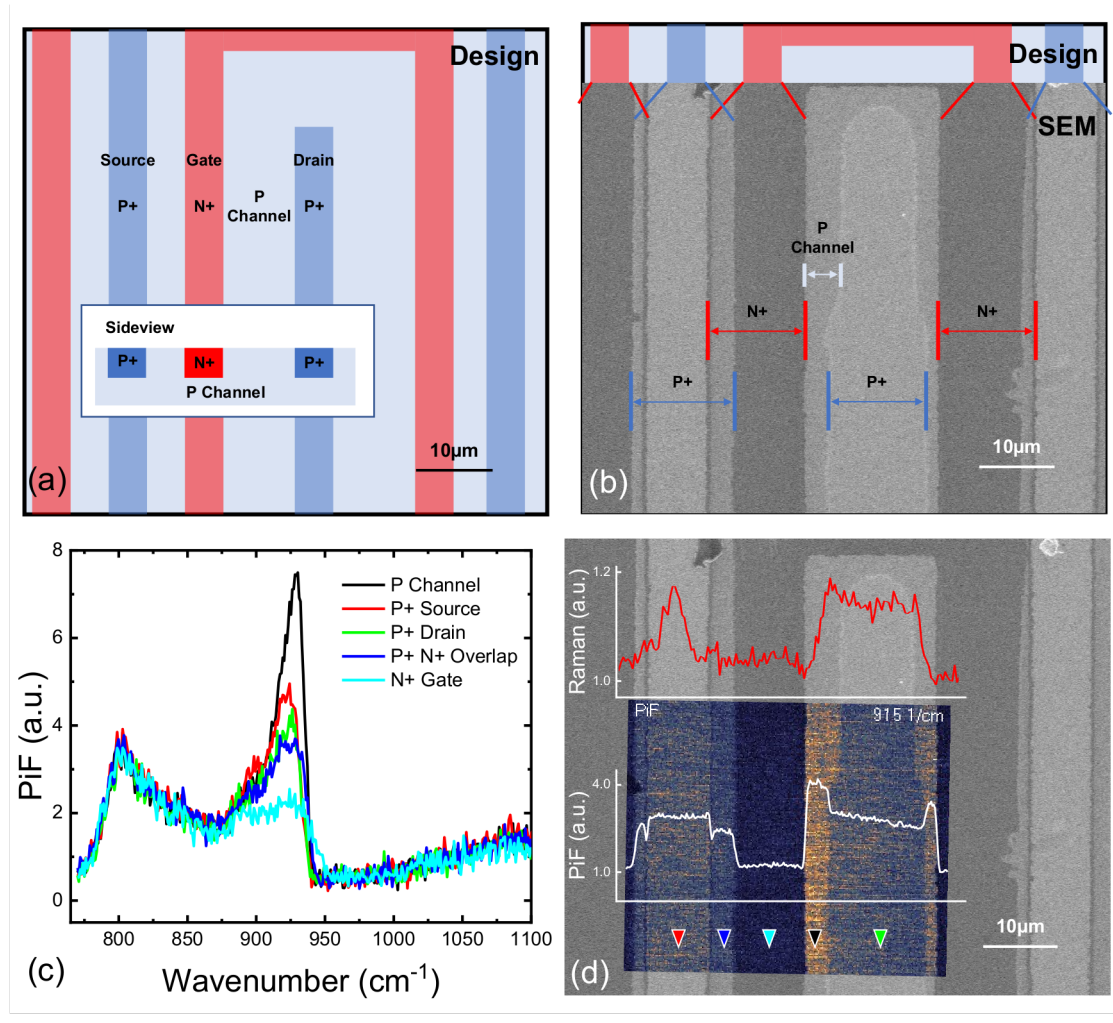 Design
Source
Gate
Drain
P+
N+
P
Channel
P+
Sideview
P+
N+
P+
P Channel
10μm
(a)
Design
SEM
P
Channel
N+
N+
P+
P+
10μm
(b)
8
6
4
2
0
PiF (a.u.)
P Channel
P+ Source
P+ Drain
P+ N+ Overlap
N+ Gate
800
850
900
950
1000
1050
1100
Wavenumber (cm-1)
(c)
1.2
1.0
Raman (a.u.)
PiF
915 1/cm
4.0
1.0
PiF (a.u.)
10μm
(d)